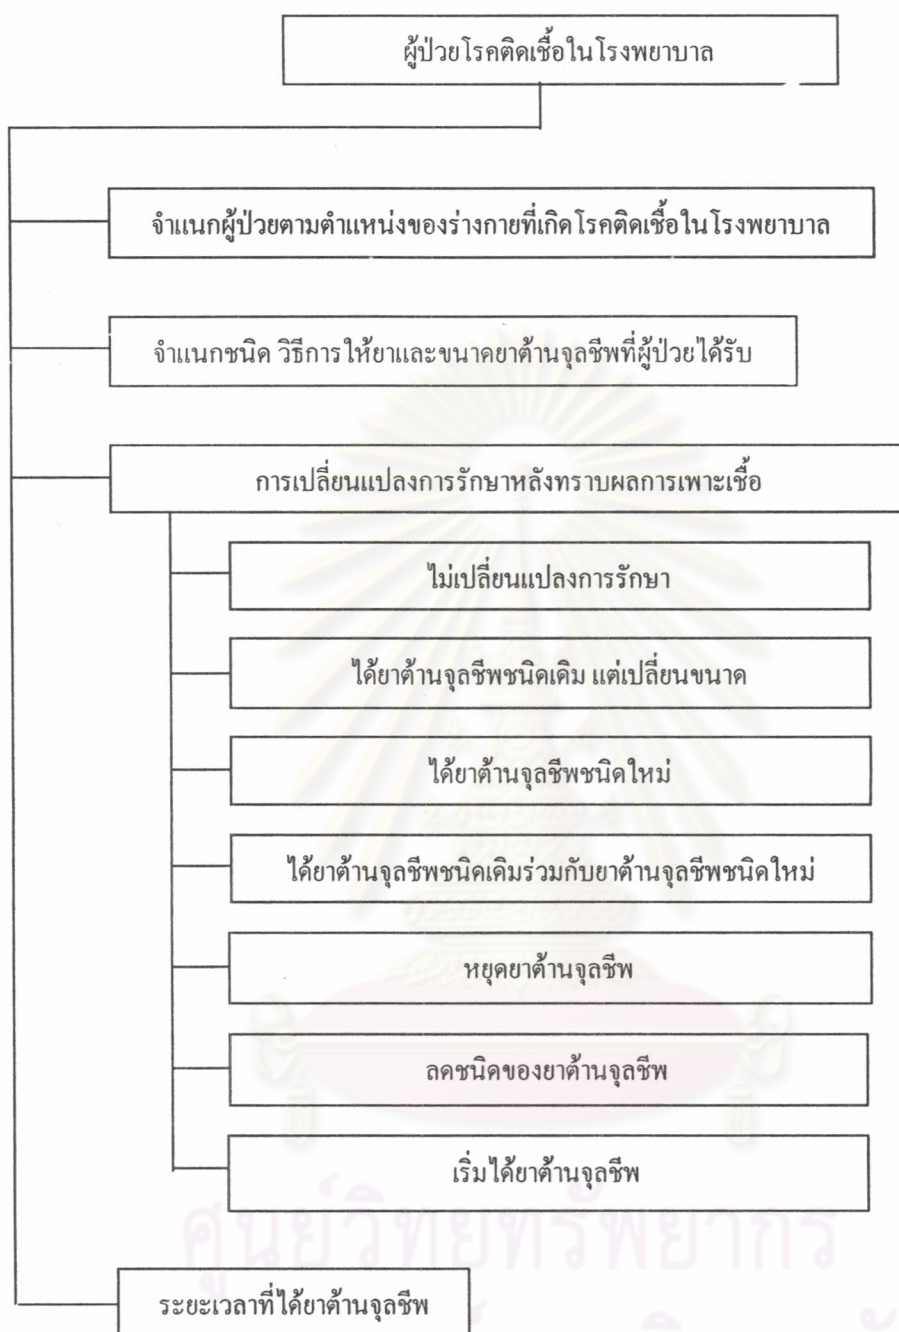 ผู้ป่วยโรคติดเชื้อในโรงพยาบาล
จำแนกผู้ป่วยตามตำแหน่งของร่างกายที่เกิดโรคติดเชื้อในโรงพยาบาล
จำแนกชนิด วิธีการให้ยาและขนาดยาต้านจุลชีพที่ผู้ป่วยได้รับ
การเปลี่ยนแปลงการรักษาหลังทราบผลการเพาะเชื้อ
ไม่เปลี่ยนแปลงการรักษา
ได้ยาต้านจุลชีพชนิดเดิม แต่เปลี่ยนขนาด
ได้ยาต้านจุลชีพชนิดใหม่
ได้ยาต้านจุลชีพชนิดเดิมร่วมกับยาต้านจุลชีพชนิดใหม่
หยุดยาต้านจุลชีพ
ลดชนิดของยาต้านจุลชีพ
เริ่มได้ยาต้านจุลชีพ
ศูนย์วิทยทรัพยากร
ระยะเวลาที่ได้ยาต้านจุลชีพ